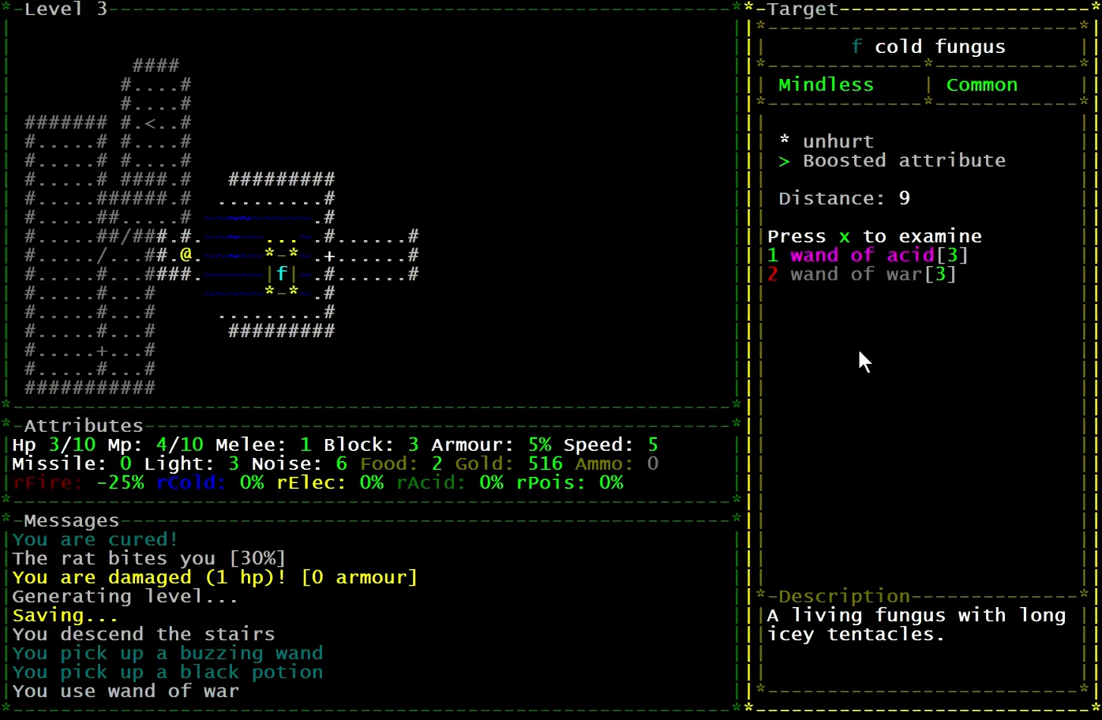 Level 3
Target
f cold fungus
Mindless | Common
* unhurt
> Boosted attribute
Distance: 9
Press x to examine
1 wand of acid[3]
2 wand of war[3]
Attributes
Hp 3/10 Mp: 4/10 Melee: 1 Block: 3 Armour: 5% Speed: 5
Missile: 0 Light: 3 Noise: 6 Food: 2 Gold: 516 Ammo: 0
rFire: -25% rCold: 0% rElec: 0% rAcid: 0% rPois: 0%
Messages
You are cured!
The rat bites you [30%]
You are damaged (1 hp)! [0 armour]
Generating level...
Saving...
You descend the stairs
You pick up a buzzing wand
You pick up a black potion
You use wand of war
Description
A living fungus with long
icey tentacles.